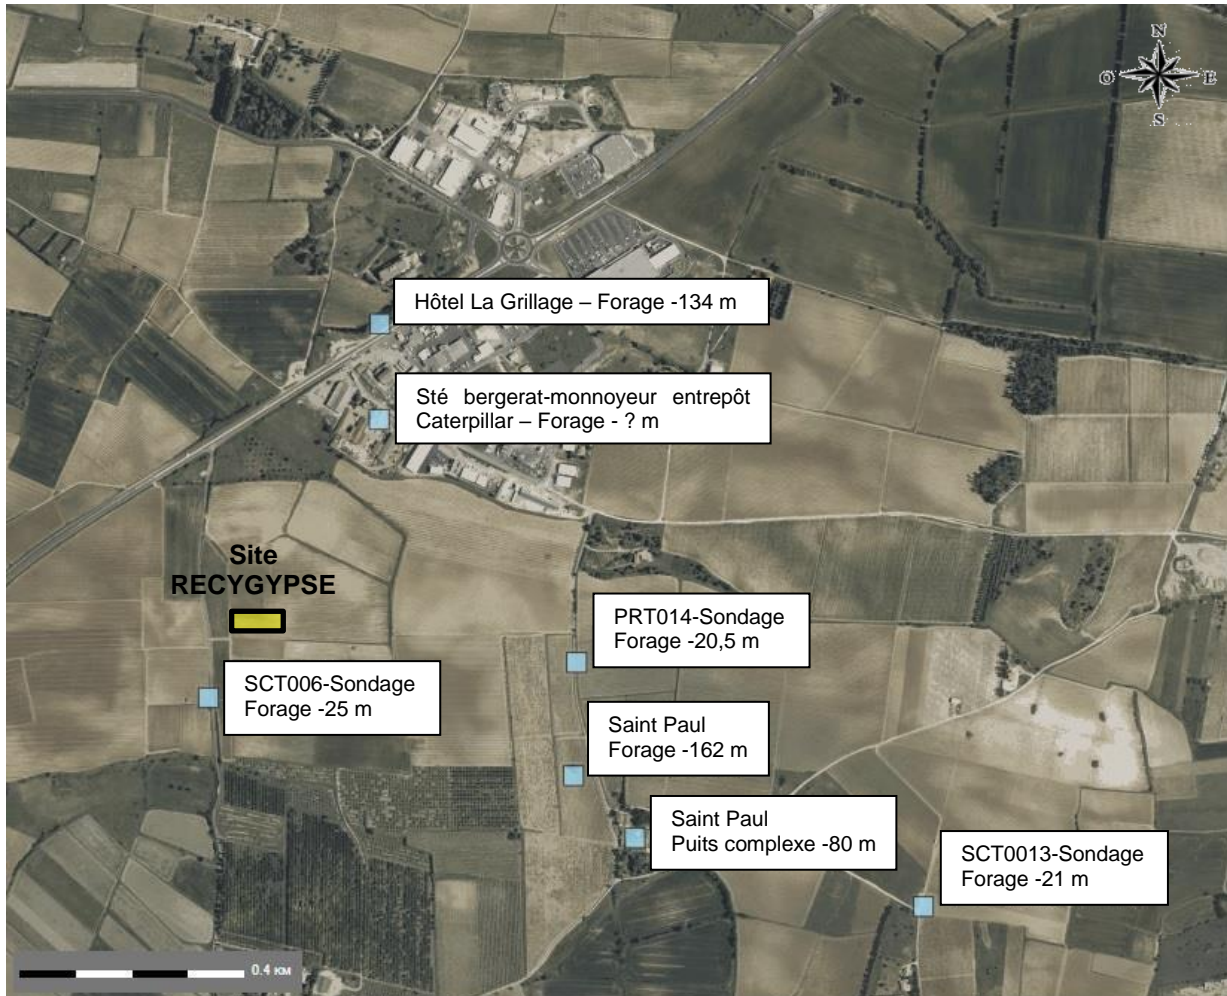 N
O
E
S
Hôtel La Grillage – Forage -134 m
Sté bergerat-monnoyeur entrepôt
Caterpillar – Forage - ? m
Site
RECYGYPSE
PRT014-Sondage
Forage -20,5 m
SCT006-Sondage
Forage -25 m
Saint Paul
Forage -162 m
Saint Paul
Puits complexe -80 m
SCT0013-Sondage
Forage -21 m
0.4 км